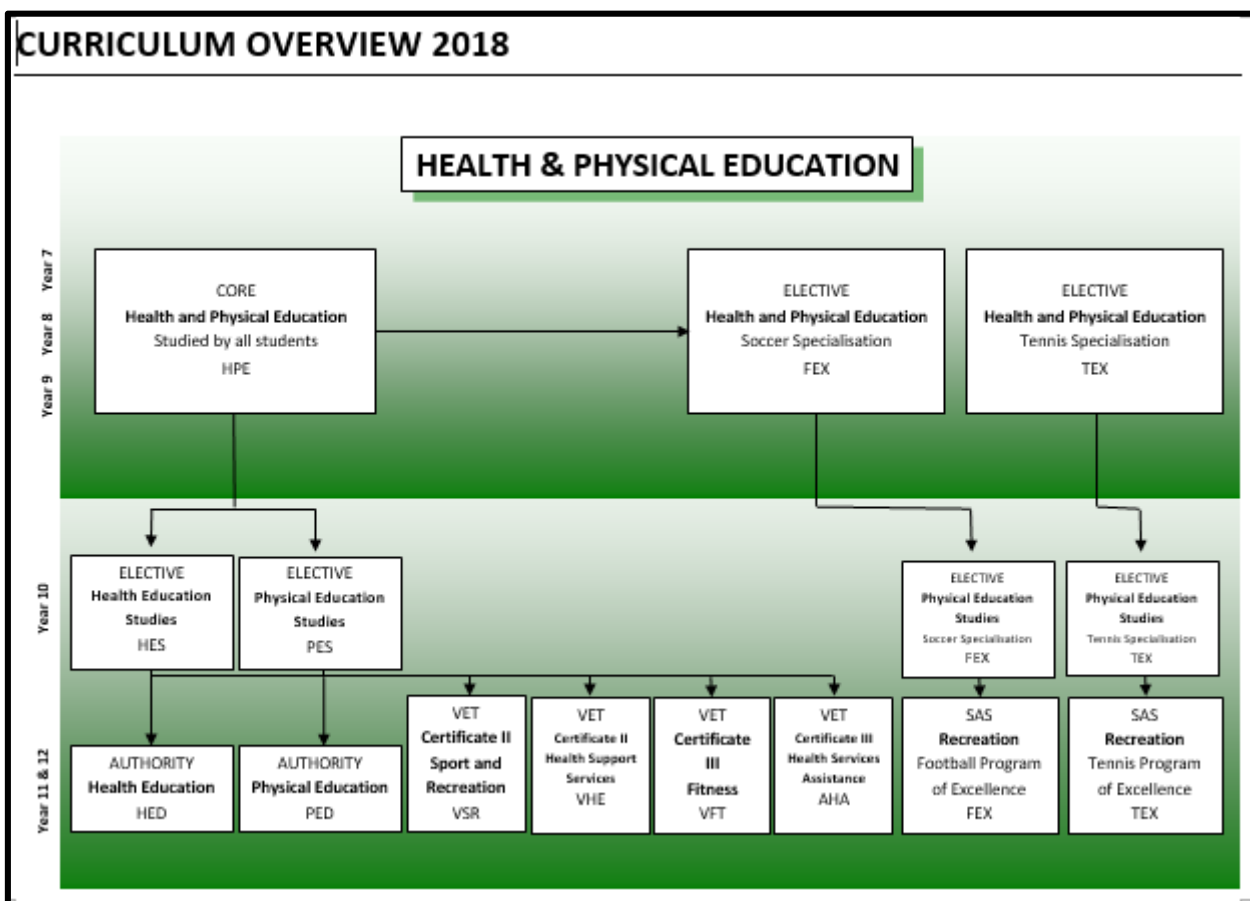 CURRICULUM OVERVIEW 2018
HEALTH & PHYSICAL EDUCATION
Year 7
Year 8
Year 9
CORE
Health and Physical Education
Studied by all students
HPE
ELECTIVE
Health and Physical Education
Soccer Specialisation
FEX
ELECTIVE
Health and Physical Education
Tennis Specialisation
TEX
Year 10
ELECTIVE
Health Education
Studies
HES
ELECTIVE
Physical Education
Studies
PES
ELECTIVE
Physical Education
Studies
Soccer Specialisation
FEX
ELECTIVE
Physical Education
Studies
Tennis Specialisation
TEX
Year 11 & 12
AUTHORITY
Health Education
HED
AUTHORITY
Physical Education
PED
VET
Certificate II
Sport and
Recreation
VSR
VET
Certificate II
Health Support
Services
VHE
VET
Certificate
III
Fitness
VFT
VET
Certificate III
Health Services
Assistance
AHA
SAS
Recreation
Football Program
of Excellence
FEX
SAS
Recreation
Tennis Program
of Excellence
TEX